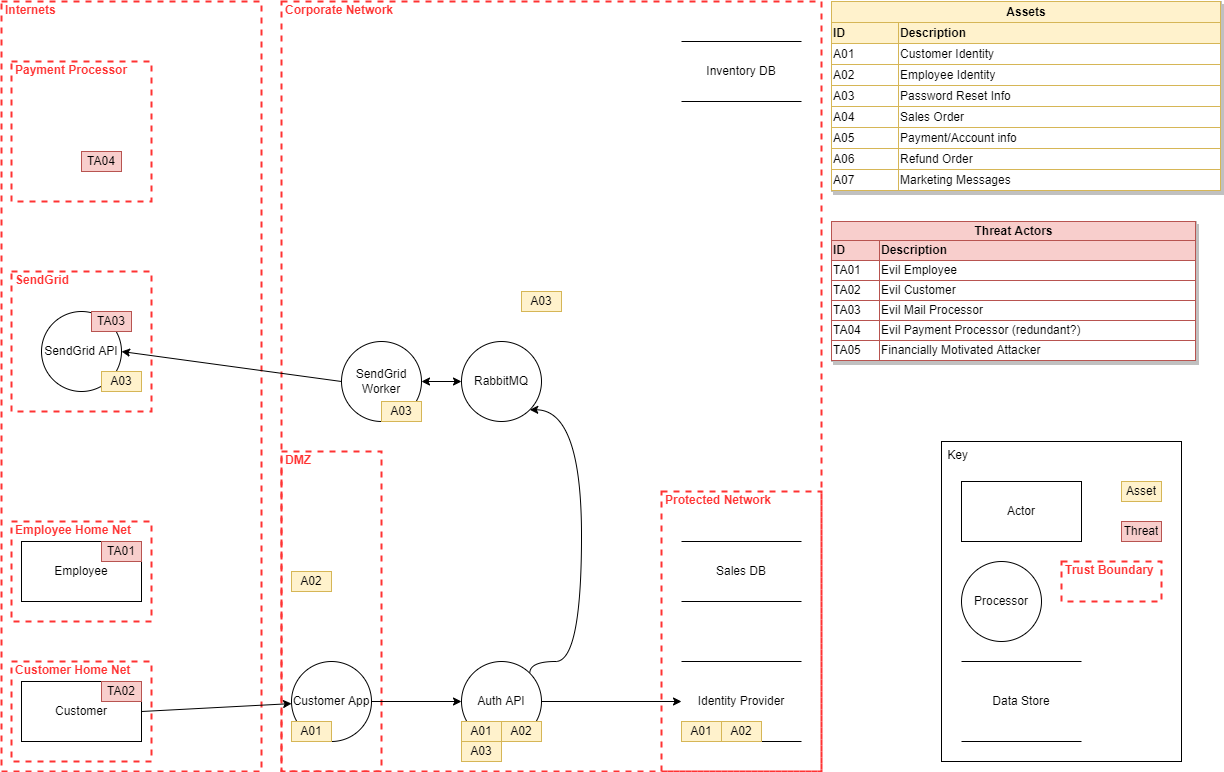 Internets
Corporate Network
Payment Processor
TA04
Inventory DB
SendGrid
TA03
SendGrid API
A03
A03
SendGrid
Worker
A03
RabbitMQ
DMZ
A02
Protected Network
Sales DB
Employee Home Net
TA01
Employee
Customer Home Net
TA02
Customer
Customer App
A01
Auth API
A01 A02
A03
Identity Provider
A01 A02
Assets
ID Description
A01 Customer Identity
A02 Employee Identity
A03 Password Reset Info
A04 Sales Order
A05 Payment/Account info
A06 Refund Order
A07 Marketing Messages
Threat Actors
ID Description
TA01 Evil Employee
TA02 Evil Customer
TA03 Evil Mail Processor
TA04 Evil Payment Processor (redundant?)
TA05 Financially Motivated Attacker
Key
Actor
Asset
Threat
Trust Boundary
Processor
Data Store